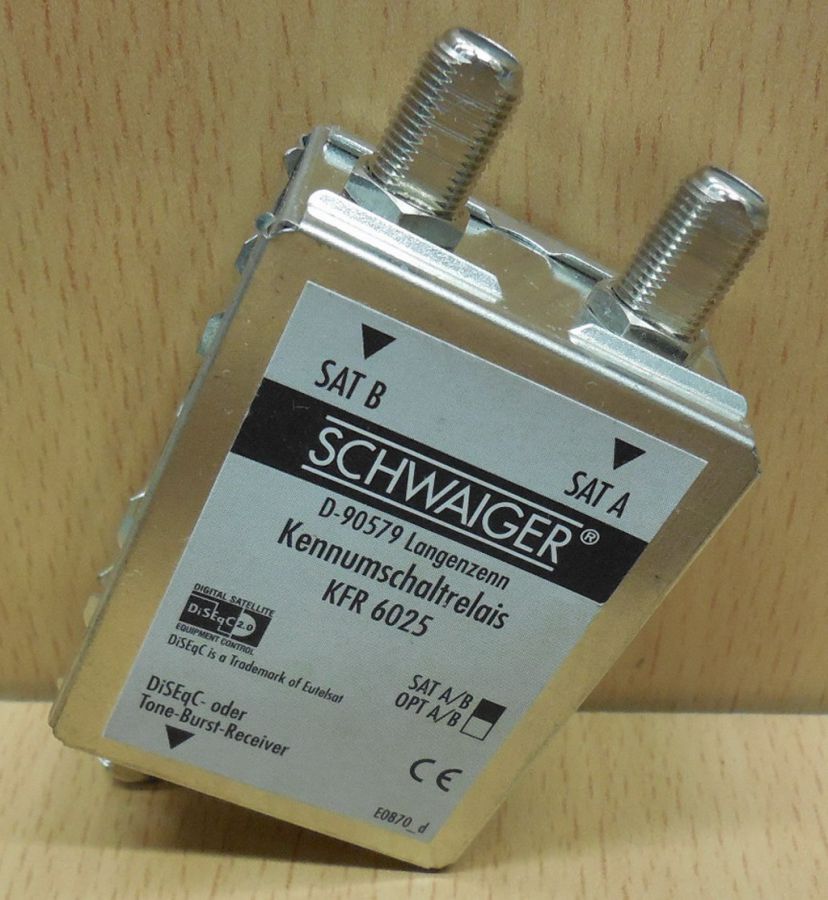 SAT B
SAT A
SCHWAIGER®
D-90579 Langenzenn
Kennumschaltrelais
KFR 6025
DIGITAL SATELLITE
DiSEqC 2.0
EQUIPMENT CONTROL
DiSEqC is a Trademark of Eutelsat
SAT A/B
OPT A/B
DiSEqC- oder
Tone-Burst-Receiver
CE
E0870_d